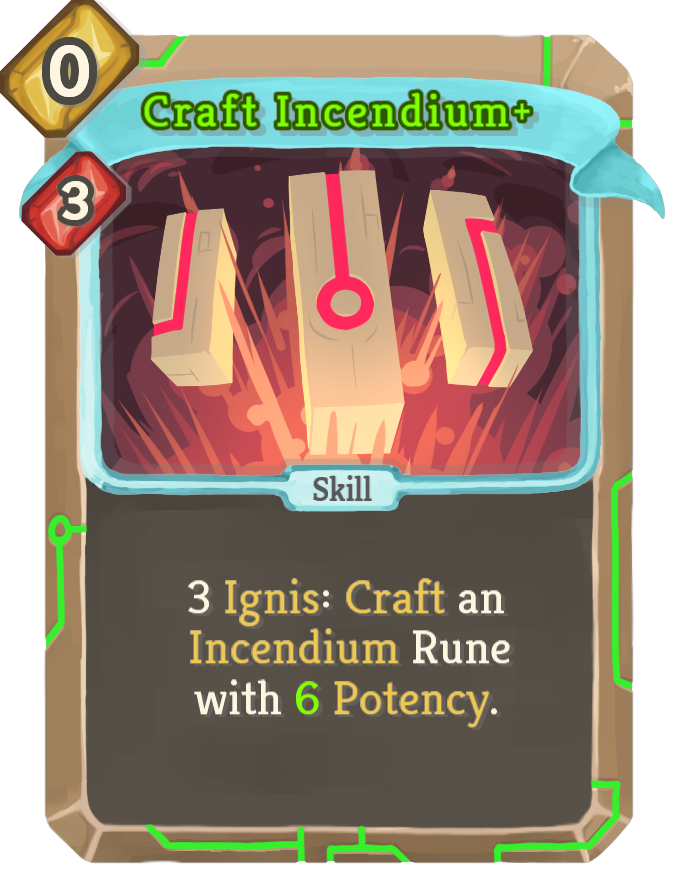 0
Craft Incendium+
3
Skill
3 Ignis: Craft an
Incendium Rune
with 6 Potency.